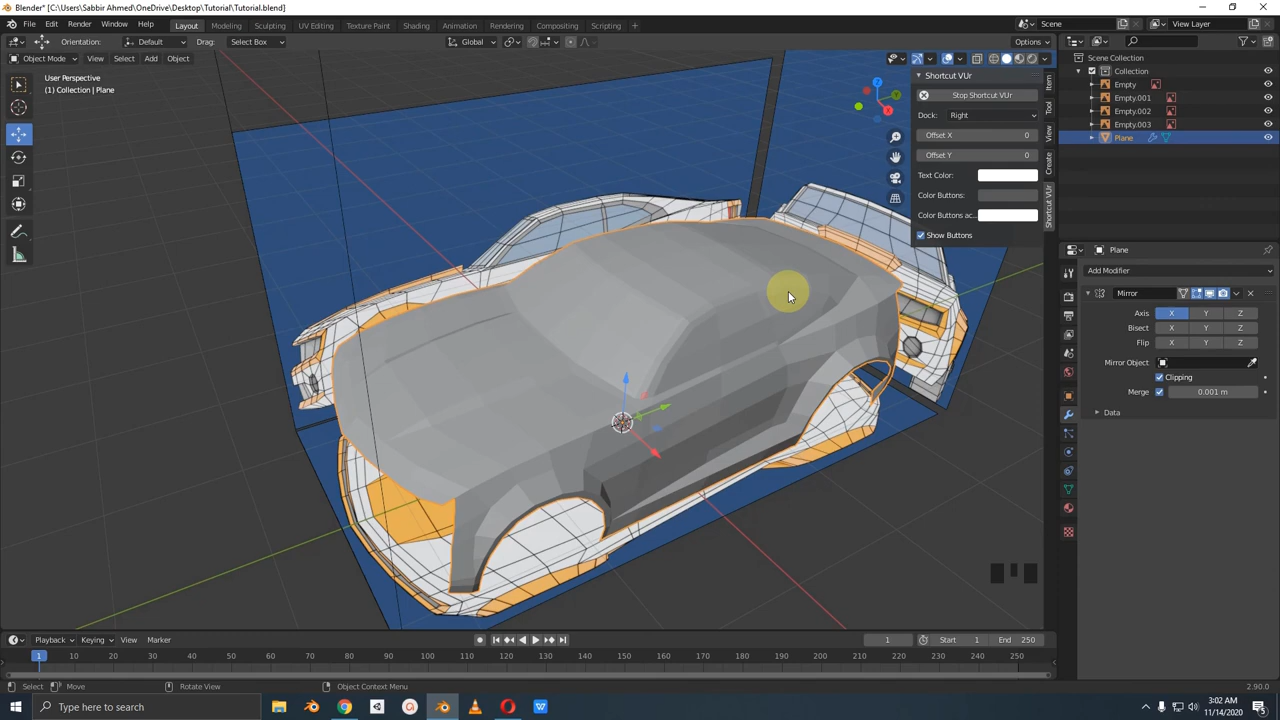 Blender* [C:\Users\Sabbir Ahmed\OneDrive\Desktop\Tutorial\Tutorial.blend]
File Edit Render Window Help Layout Modeling Sculpting UV Editing Texture Paint Shading Animation Rendering Compositing Scripting + Scene View Layer
Orientation: Default Drag: Select Box Global Options
Object Mode View Select Add Object
User Perspective
(1) Collection | Plane
Shortcut VUr
Stop Shortcut VUr
Dock: Right
Offset X 0
Offset Y 0
Text Color:
Color Buttons:
Color Buttons ac..
Show Buttons
Item
Tool
View
Create
Shortcut VUr
Z
Y
X
Scene Collection
Collection
Empty
Empty.001
Empty.002
Empty.003
Plane
Plane
Add Modifier
Mirror
Axis X Y Z
Bisect X Y Z
Flip X Y Z
Mirror Object
Clipping
Merge 0.001 m
Data
Playback Keying View Marker 1 Start 1 End 250
1 10 20 30 40 50 60 70 80 90 100 110 120 130 140 150 160 170 180 190 200 210 220 230 240 250
Select Move Rotate View Object Context Menu 2.90.0
Type here to search
3:02 AM
11/14/2020